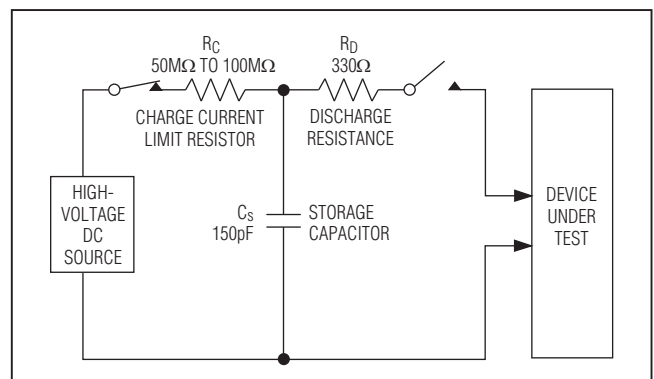 RC
50MΩ TO 100MΩ
CHARGE CURRENT
LIMIT RESISTOR
RD
330Ω
DISCHARGE
RESISTANCE
HIGH-
VOLTAGE
DC
SOURCE
CS
150pF
STORAGE
CAPACITOR
DEVICE
UNDER
TEST